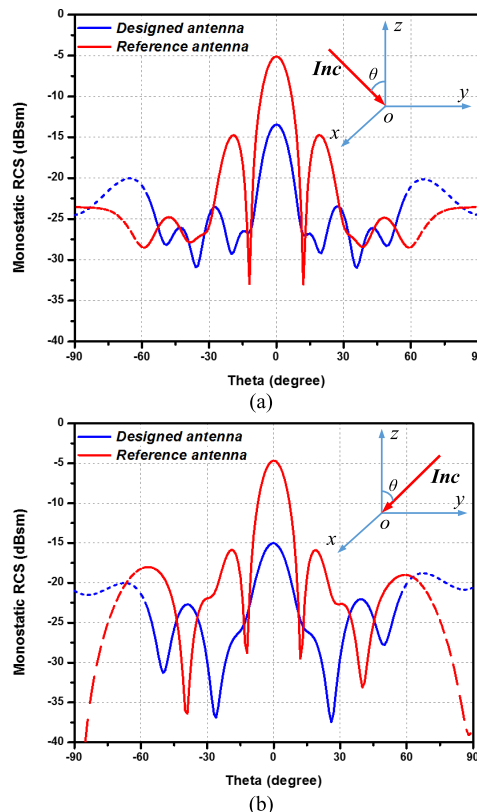 Designed antenna
Reference antenna
Monostatic RCS (dBsm)
0
-5
-10
-15
-20
-25
-30
-35
-40
-90
-60
-30
0
30
60
90
Theta (degree)
z
Inc
θ
y
o
x
(a)
Designed antenna
Reference antenna
Monostatic RCS (dBsm)
0
-5
-10
-15
-20
-25
-30
-35
-40
-90
-60
-30
0
30
60
90
Theta (degree)
z
θ
Inc
y
o
x
(b)